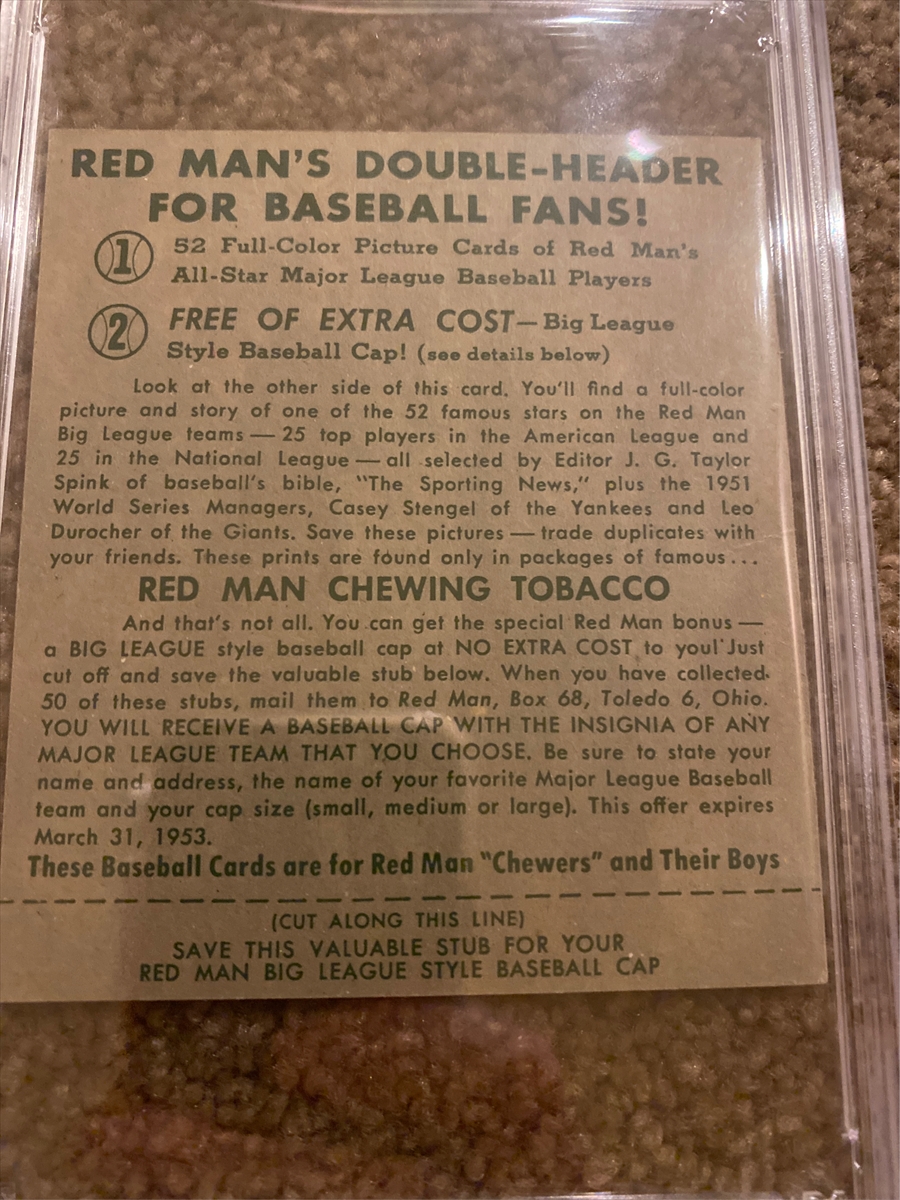 RED MAN'S DOUBLE-HEADER
FOR BASEBALL FANS!
1 52 Full-Color Picture Cards of Red Man's
All-Star Major League Baseball Players
2 FREE OF EXTRA COST—Big League
Style Baseball Cap! (see details below)
Look at the other side of this card. You'll find a full-color
picture and story of one of the 52 famous stars on the Red Man
Big League teams — 25 top players in the American League and
25 in the National League — all selected by Editor J. G. Taylor
Spink of baseball's bible, "The Sporting News," plus the 1951
World Series Managers, Casey Stengel of the Yankees and Leo
Durocher of the Giants. Save these pictures — trade duplicates with
your friends. These prints are found only in packages of famous...
RED MAN CHEWING TOBACCO
And that's not all. You can get the special Red Man bonus —
a BIG LEAGUE style baseball cap at NO EXTRA COST to you! Just
cut off and save the valuable stub below. When you have collected
50 of these stubs, mail them to Red Man, Box 68, Toledo 6, Ohio.
YOU WILL RECEIVE A BASEBALL CAP WITH THE INSIGNIA OF ANY
MAJOR LEAGUE TEAM THAT YOU CHOOSE. Be sure to state your
name and address, the name of your favorite Major League Baseball
team and your cap size (small, medium or large). This offer expires
March 31, 1953.
These Baseball Cards are for Red Man "Chewers" and Their Boys
(CUT ALONG THIS LINE)
SAVE THIS VALUABLE STUB FOR YOUR
RED MAN BIG LEAGUE STYLE BASEBALL CAP